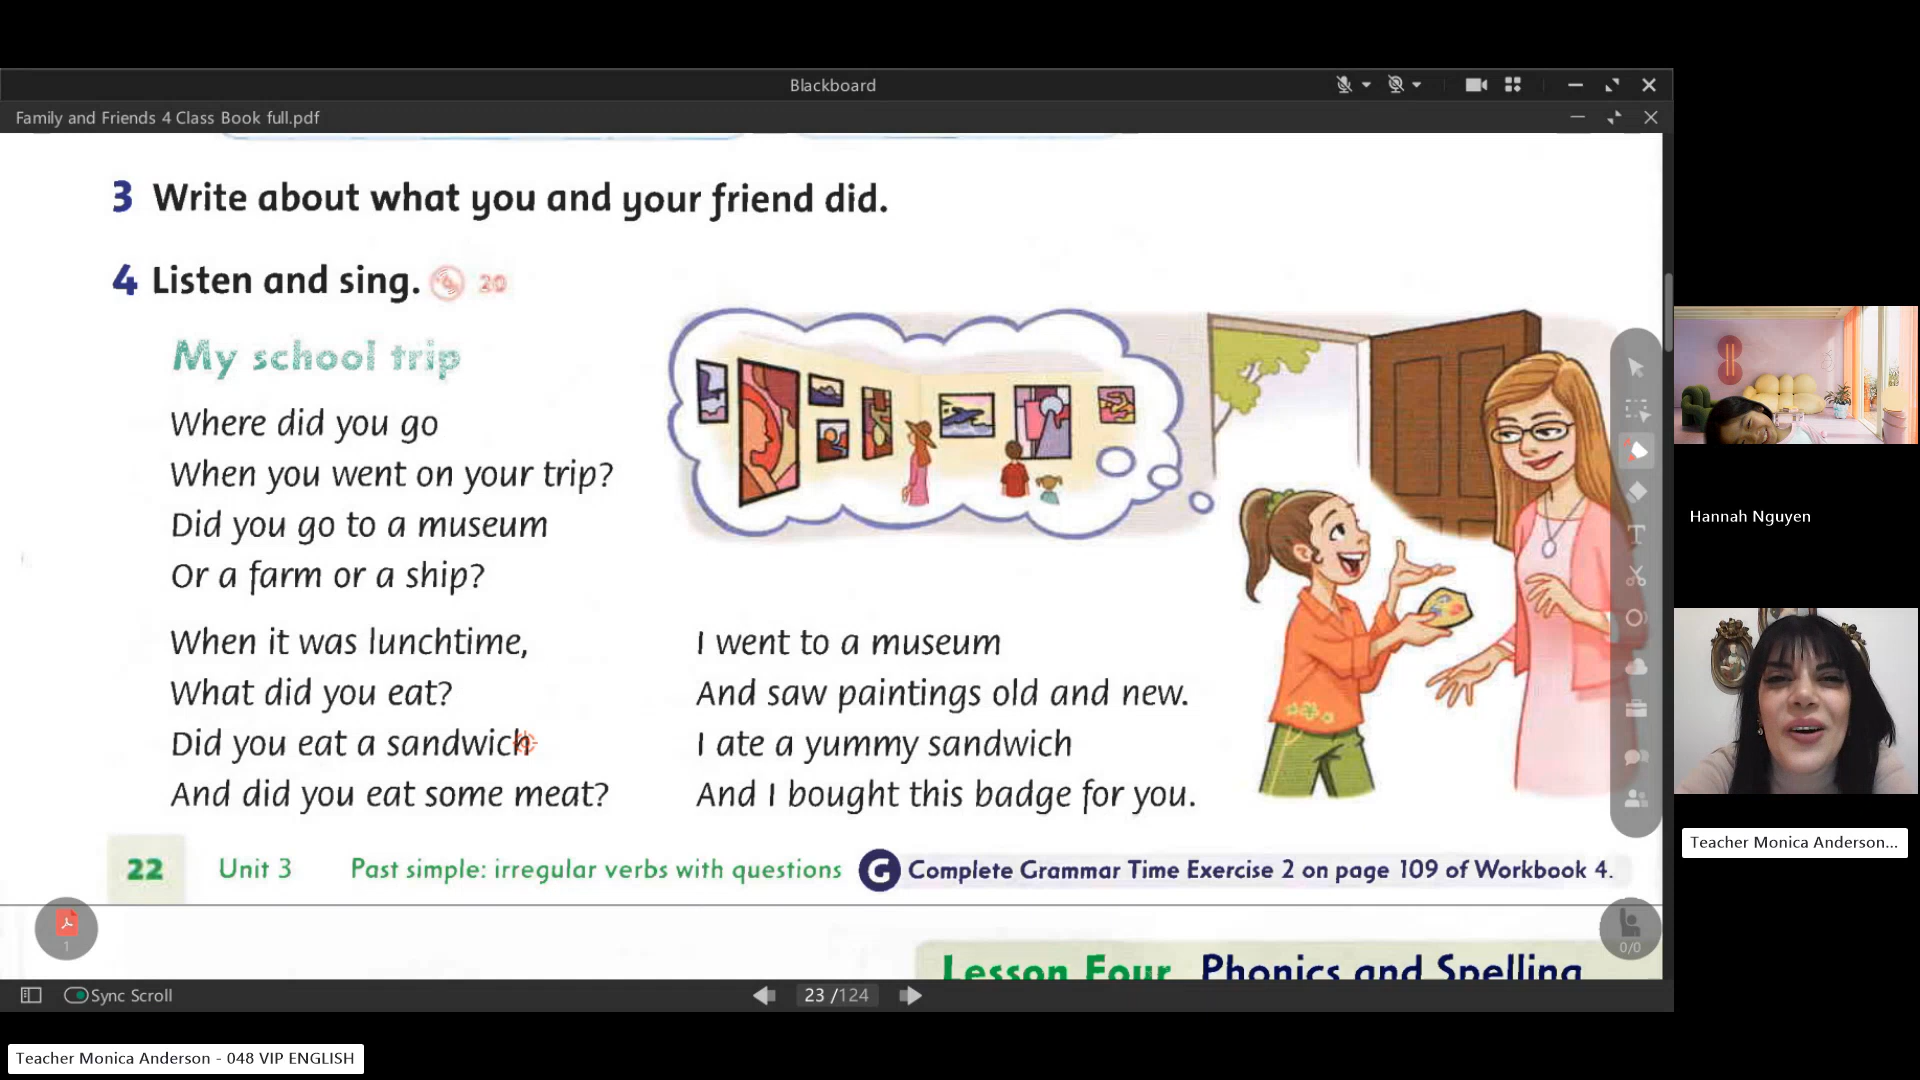 Blackboard
Family and Friends 4 Class Book full.pdf
3 Write about what you and your friend did.
4 Listen and sing. 20
My school trip
Where did you go
When you went on your trip?
Did you go to a museum
Or a farm or a ship?
When it was lunchtime,
What did you eat?
Did you eat a sandwich
And did you eat some meat?
I went to a museum
And saw paintings old and new.
I ate a yummy sandwich
And I bought this badge for you.
22 Unit 3 Past simple: irregular verbs with questions G Complete Grammar Time Exercise 2 on page 109 of Workbook 4.
1
0/0
Lesson Four Phonics and Spelling
Sync Scroll
23 /124
Hannah Nguyen
Teacher Monica Anderson...
Teacher Monica Anderson - 048 VIP ENGLISH